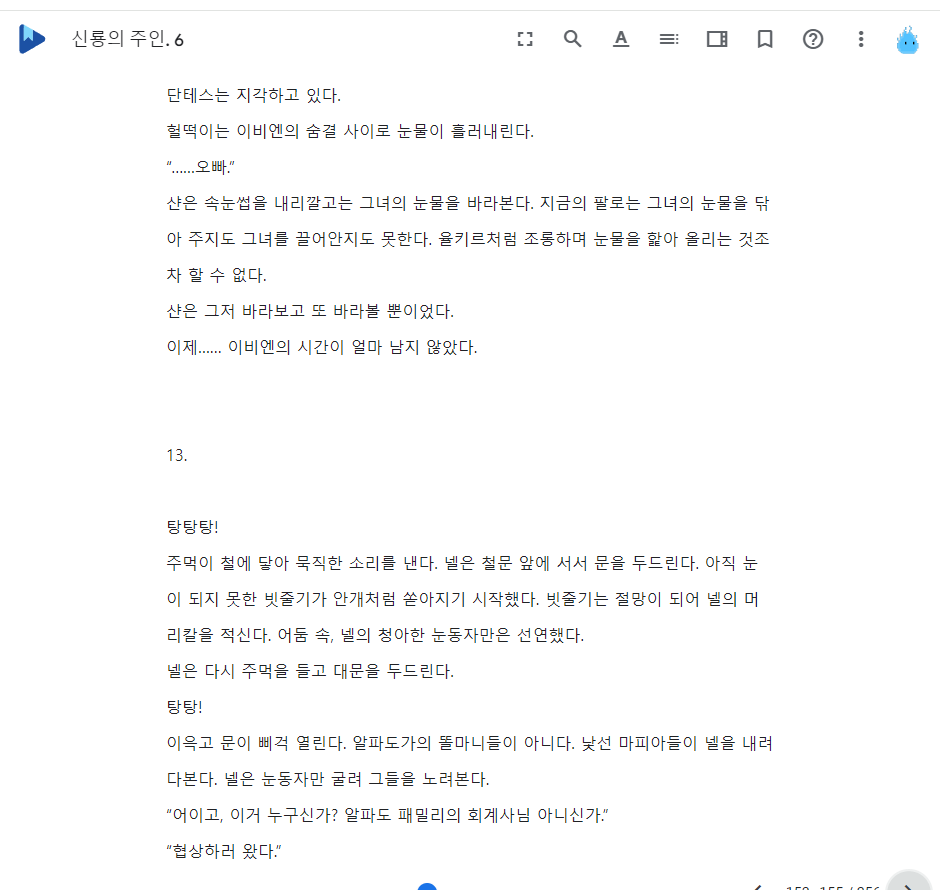 신룡의 주인. 6
단테스는 지각하고 있다.
헐떡이는 이비엔의 숨결 사이로 눈물이 흘러내린다.
“……오빠.”
샨은 속눈썹을 내리깔고는 그녀의 눈물을 바라본다. 지금의 팔로는 그녀의 눈물을 닦
아 주지도 그녀를 끌어안지도 못한다. 율키르처럼 조롱하며 눈물을 핥아 올리는 것조
차 할 수 없다.
샨은 그저 바라보고 또 바라볼 뿐이었다.
이제…… 이비엔의 시간이 얼마 남지 않았다.
13.
탕탕탕!
주먹이 철에 닿아 묵직한 소리를 낸다. 넬은 철문 앞에 서서 문을 두드린다. 아직 눈
이 되지 못한 빗줄기가 안개처럼 쏟아지기 시작했다. 빗줄기는 절망이 되어 넬의 머
리칼을 적신다. 어둠 속, 넬의 청아한 눈동자만은 선연했다.
넬은 다시 주먹을 들고 대문을 두드린다.
탕탕!
이윽고 문이 삐걱 열린다. 알파도가의 똘마니들이 아니다. 낯선 마피아들이 넬을 내려
다본다. 넬은 눈동자만 굴려 그들을 노려본다.
“어이고, 이거 누구신가? 알파도 패밀리의 회계사님 아니신가.”
“협상하러 왔다.”